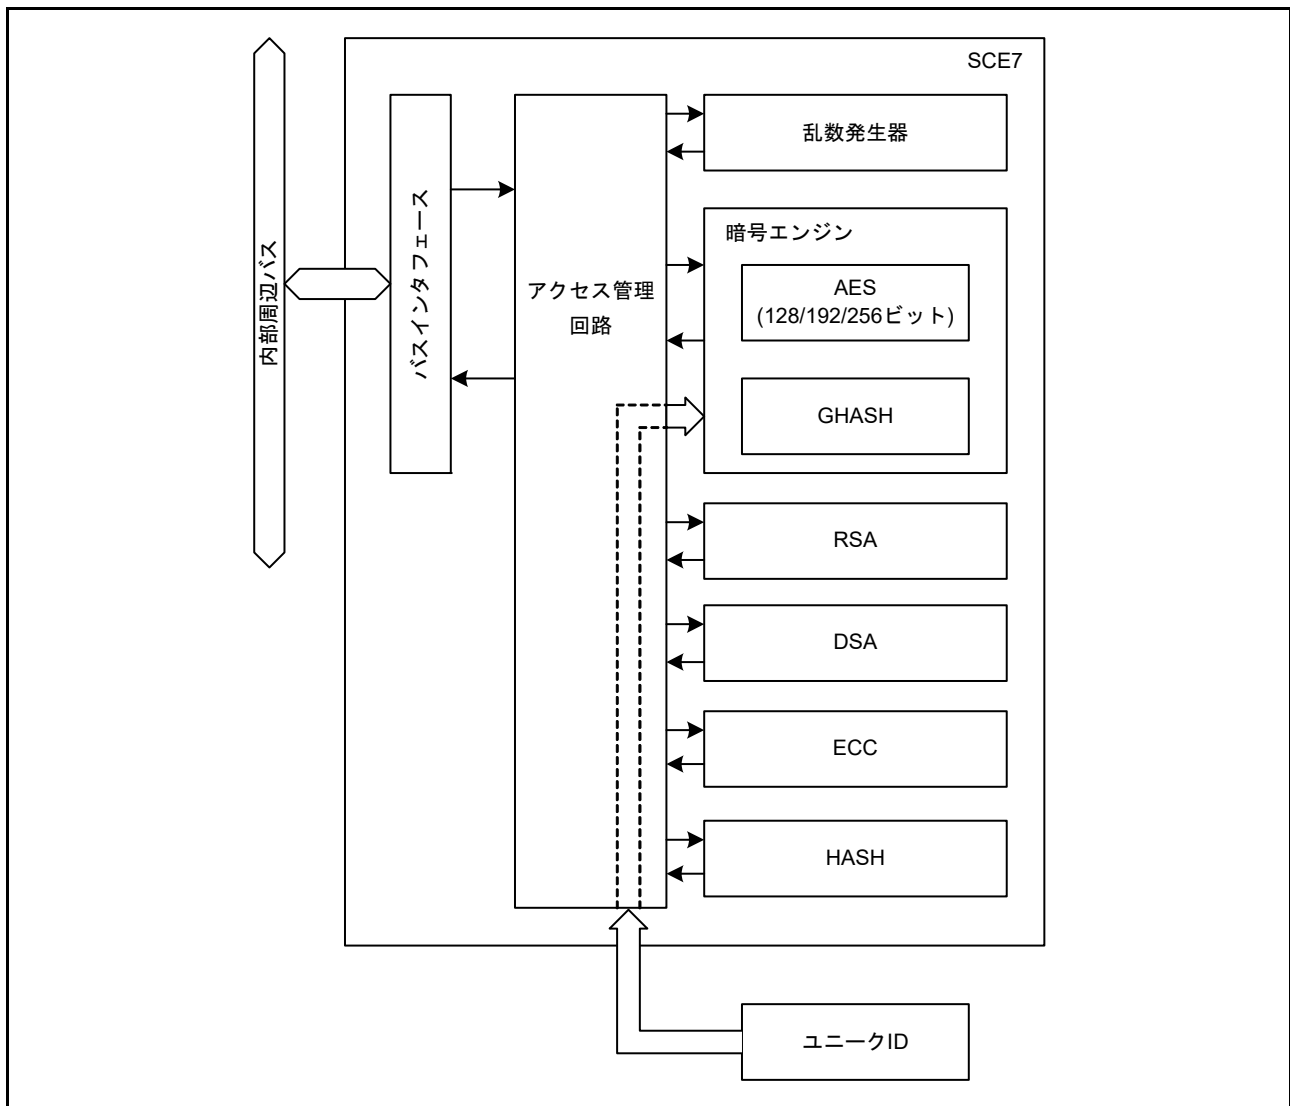 SCE7
内部周辺バス
バスインタフェース
アクセス管理
回路
乱数発生器
暗号エンジン
AES
(128/192/256ビット)
GHASH
RSA
DSA
ECC
HASH
ユニークID